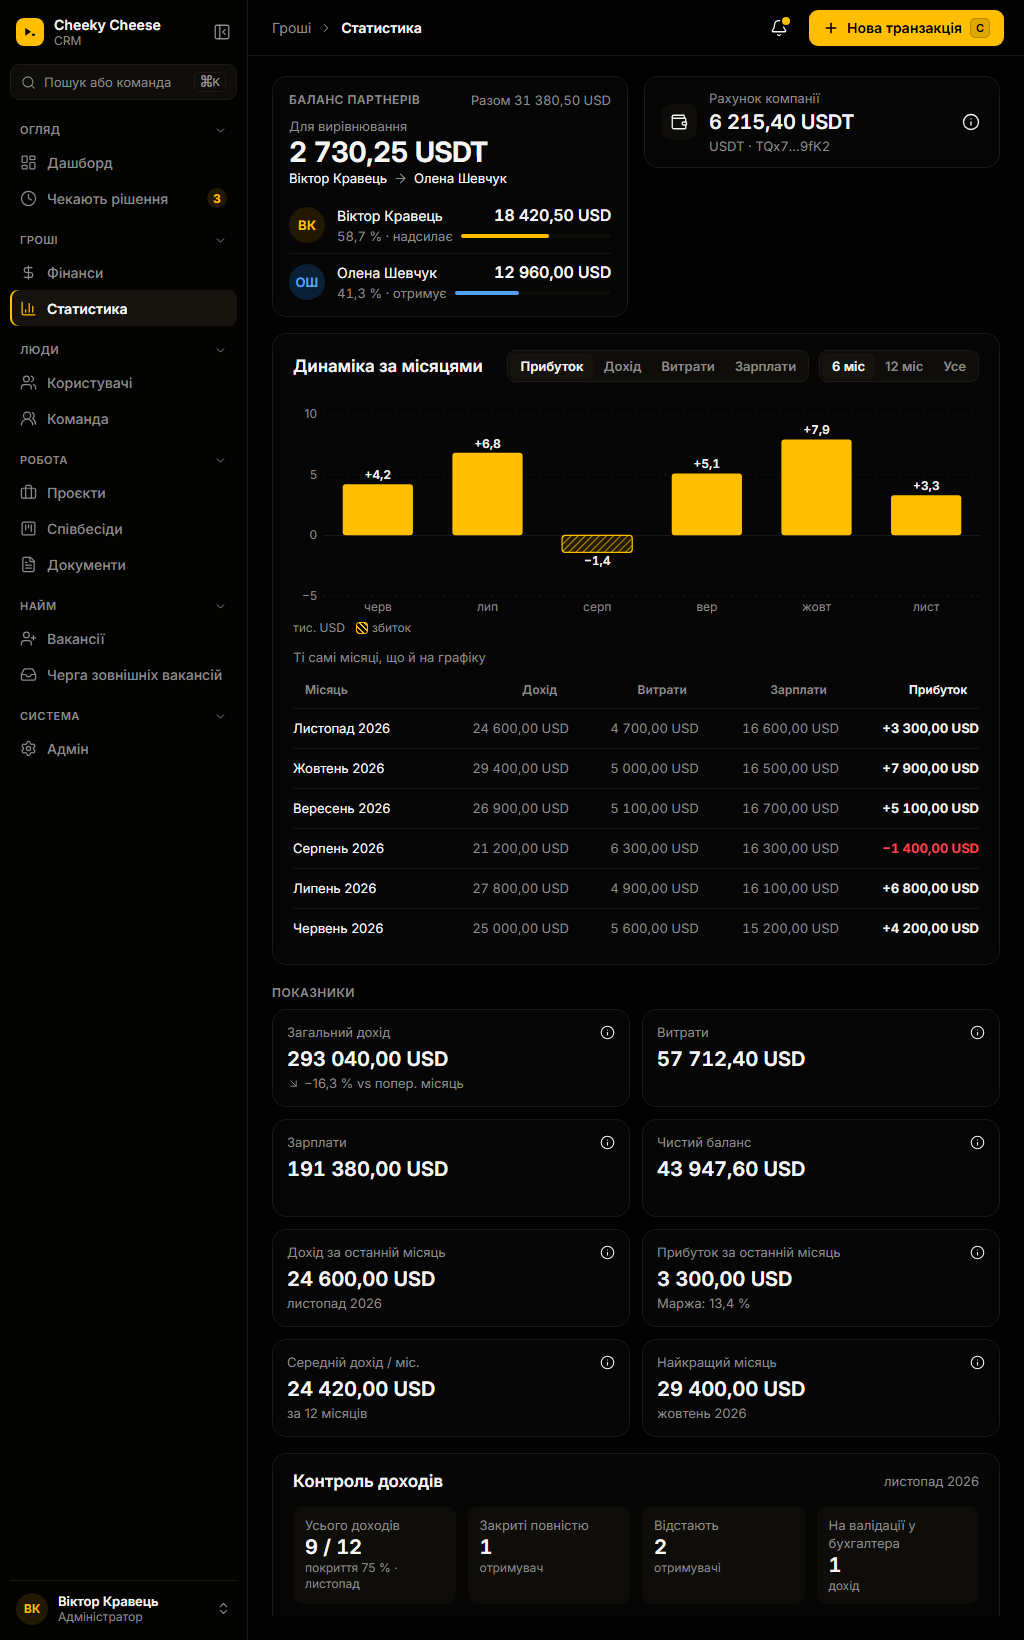 Cheeky Cheese
CRM
Пошук або команда ⌘K
ОГЛЯД
Дашборд
Чекають рішення 3
ГРОШІ
Фінанси
Статистика
ЛЮДИ
Користувачі
Команда
РОБОТА
Проєкти
Співбесіди
Документи
НАЙМ
Вакансії
Черга зовнішніх вакансій
СИСТЕМА
Адмін
ВК Віктор Кравець
Адміністратор
Гроші > Статистика
+ Нова транзакція C
БАЛАНС ПАРТНЕРІВ Разом 31 380,50 USD
Для вирівнювання
2 730,25 USDT
Віктор Кравець → Олена Шевчук
ВК Віктор Кравець 18 420,50 USD
58,7 % · надсилає
ОШ Олена Шевчук 12 960,00 USD
41,3 % · отримує
Рахунок компанії
6 215,40 USDT
USDT · TQx7…9fK2
Динаміка за місяцями Прибуток Дохід Витрати Зарплати 6 міс 12 міс Усе
10
5
0
−5
+4,2
+6,8
−1,4
+5,1
+7,9
+3,3
черв лип серп вер жовт лист
тис. USD збиток
Ті самі місяці, що й на графіку
Місяць Дохід Витрати Зарплати Прибуток
Листопад 2026 24 600,00 USD 4 700,00 USD 16 600,00 USD +3 300,00 USD
Жовтень 2026 29 400,00 USD 5 000,00 USD 16 500,00 USD +7 900,00 USD
Вересень 2026 26 900,00 USD 5 100,00 USD 16 700,00 USD +5 100,00 USD
Серпень 2026 21 200,00 USD 6 300,00 USD 16 300,00 USD −1 400,00 USD
Липень 2026 27 800,00 USD 4 900,00 USD 16 100,00 USD +6 800,00 USD
Червень 2026 25 000,00 USD 5 600,00 USD 15 200,00 USD +4 200,00 USD
ПОКАЗНИКИ
Загальний дохід
293 040,00 USD
↘ −16,3 % vs попер. місяць
Витрати
57 712,40 USD
Зарплати
191 380,00 USD
Чистий баланс
43 947,60 USD
Дохід за останній місяць
24 600,00 USD
листопад 2026
Прибуток за останній місяць
3 300,00 USD
Маржа: 13,4 %
Середній дохід / міс.
24 420,00 USD
за 12 місяців
Найкращий місяць
29 400,00 USD
жовтень 2026
Контроль доходів листопад 2026
Усього доходів
9 / 12
покриття 75 % ·
листопад
Закриті повністю
1
отримувач
Відстають
2
отримувачі
На валідації у
бухгалтера
1
дохід